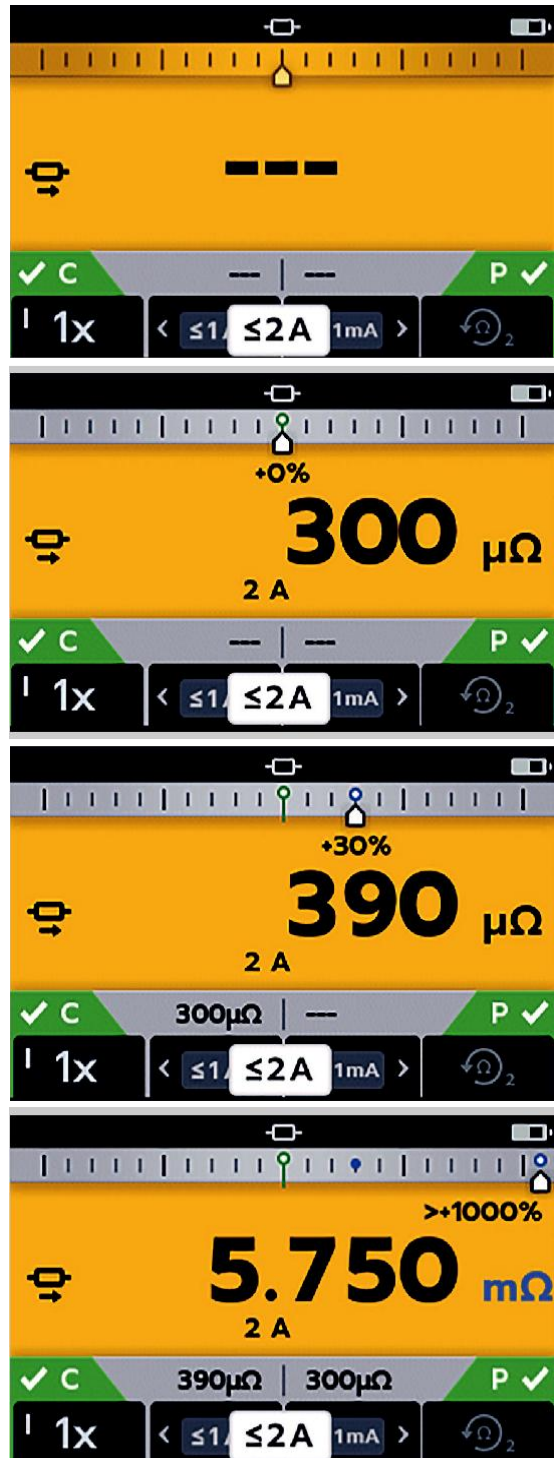 ---
✓ C --- | --- P ✓
I 1x < ≤1 ≤2A 1mA > Ω 2
+0%
300 µΩ
2 A
✓ C --- | --- P ✓
I 1x < ≤1 ≤2A 1mA > Ω 2
+30%
390 µΩ
2 A
✓ C 300µΩ | --- P ✓
I 1x < ≤1 ≤2A 1mA > Ω 2
>+1000%
5.750 mΩ
2 A
✓ C 390µΩ | 300µΩ P ✓
I 1x < ≤1 ≤2A 1mA > Ω 2